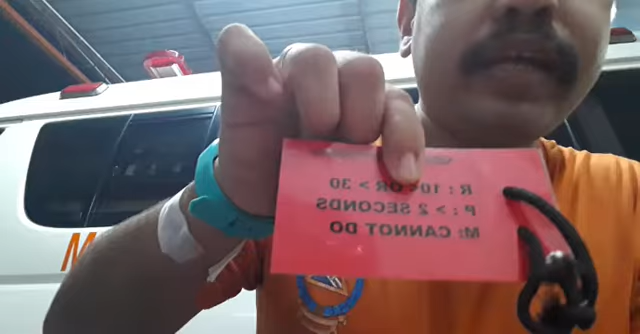 R : 10< OR > 30
P : > 2 SECONDS
M: CANNOT DO
M